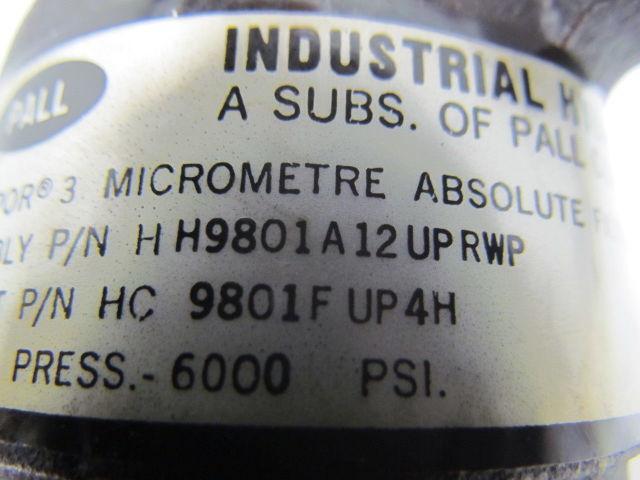 PALL
INDUSTRIAL
A SUBS. OF PALL
3 MICROMETRE ABSOLUTE
P/N H H9801A12UPRWP
P/N HC 9801F UP4H
PRESS.- 6000 PSI.